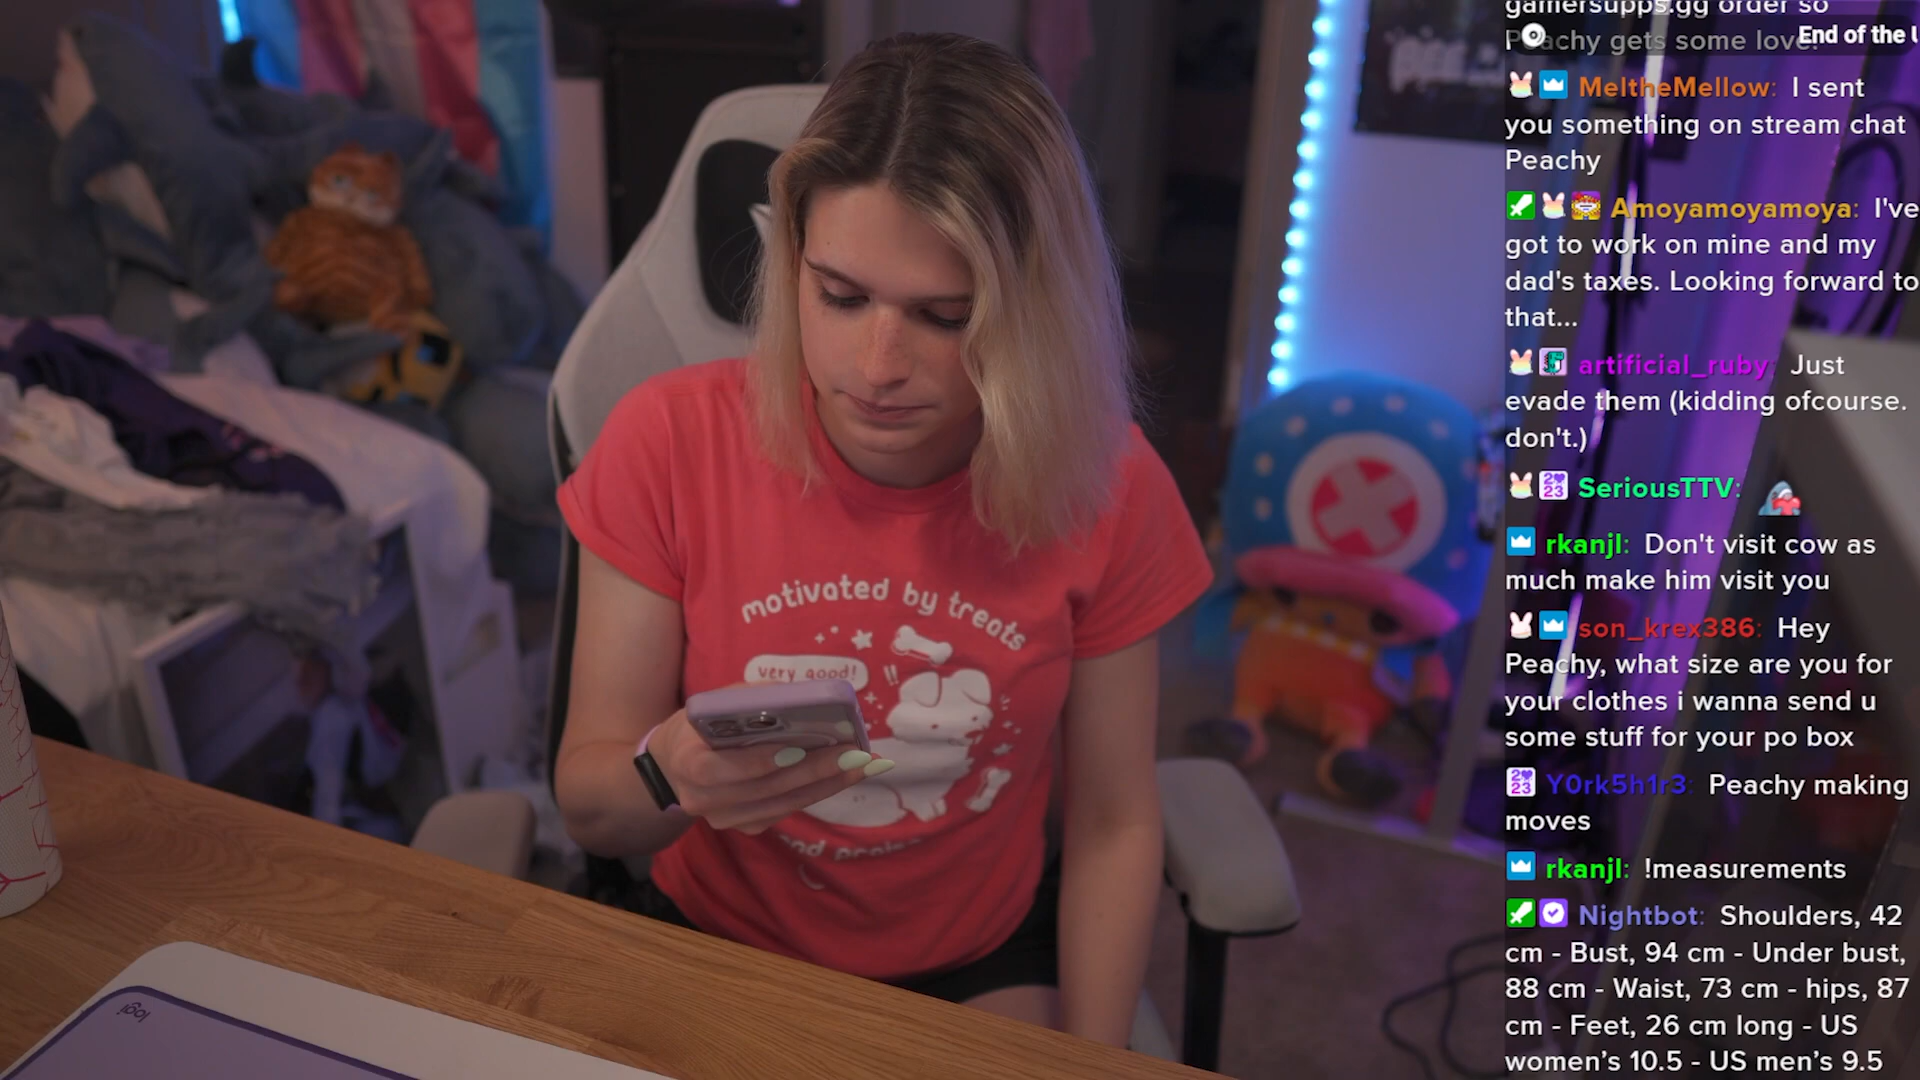 gamersupps.gg order so
Peachy gets some love!
End of the
MeltheMellow: I sent
you something on stream chat
Peachy
Amoyamoyamoya: I've
got to work on mine and my
dad's taxes. Looking forward to
that...
artificial_ruby: Just
evade them (kidding ofcourse.
don't.)
SeriousTTV:
rkanjl: Don't visit cow as
much make him visit you
son_krex386: Hey
Peachy, what size are you for
your clothes i wanna send u
some stuff for your po box
Y0rk5h1r3: Peachy making
moves
rkanjl: !measurements
Nightbot: Shoulders, 42
cm - Bust, 94 cm - Under bust,
88 cm - Waist, 73 cm - hips, 87
cm - Feet, 26 cm long - US
women's 10.5 - US men's 9.5
motivated by treats
very good!
and
logi